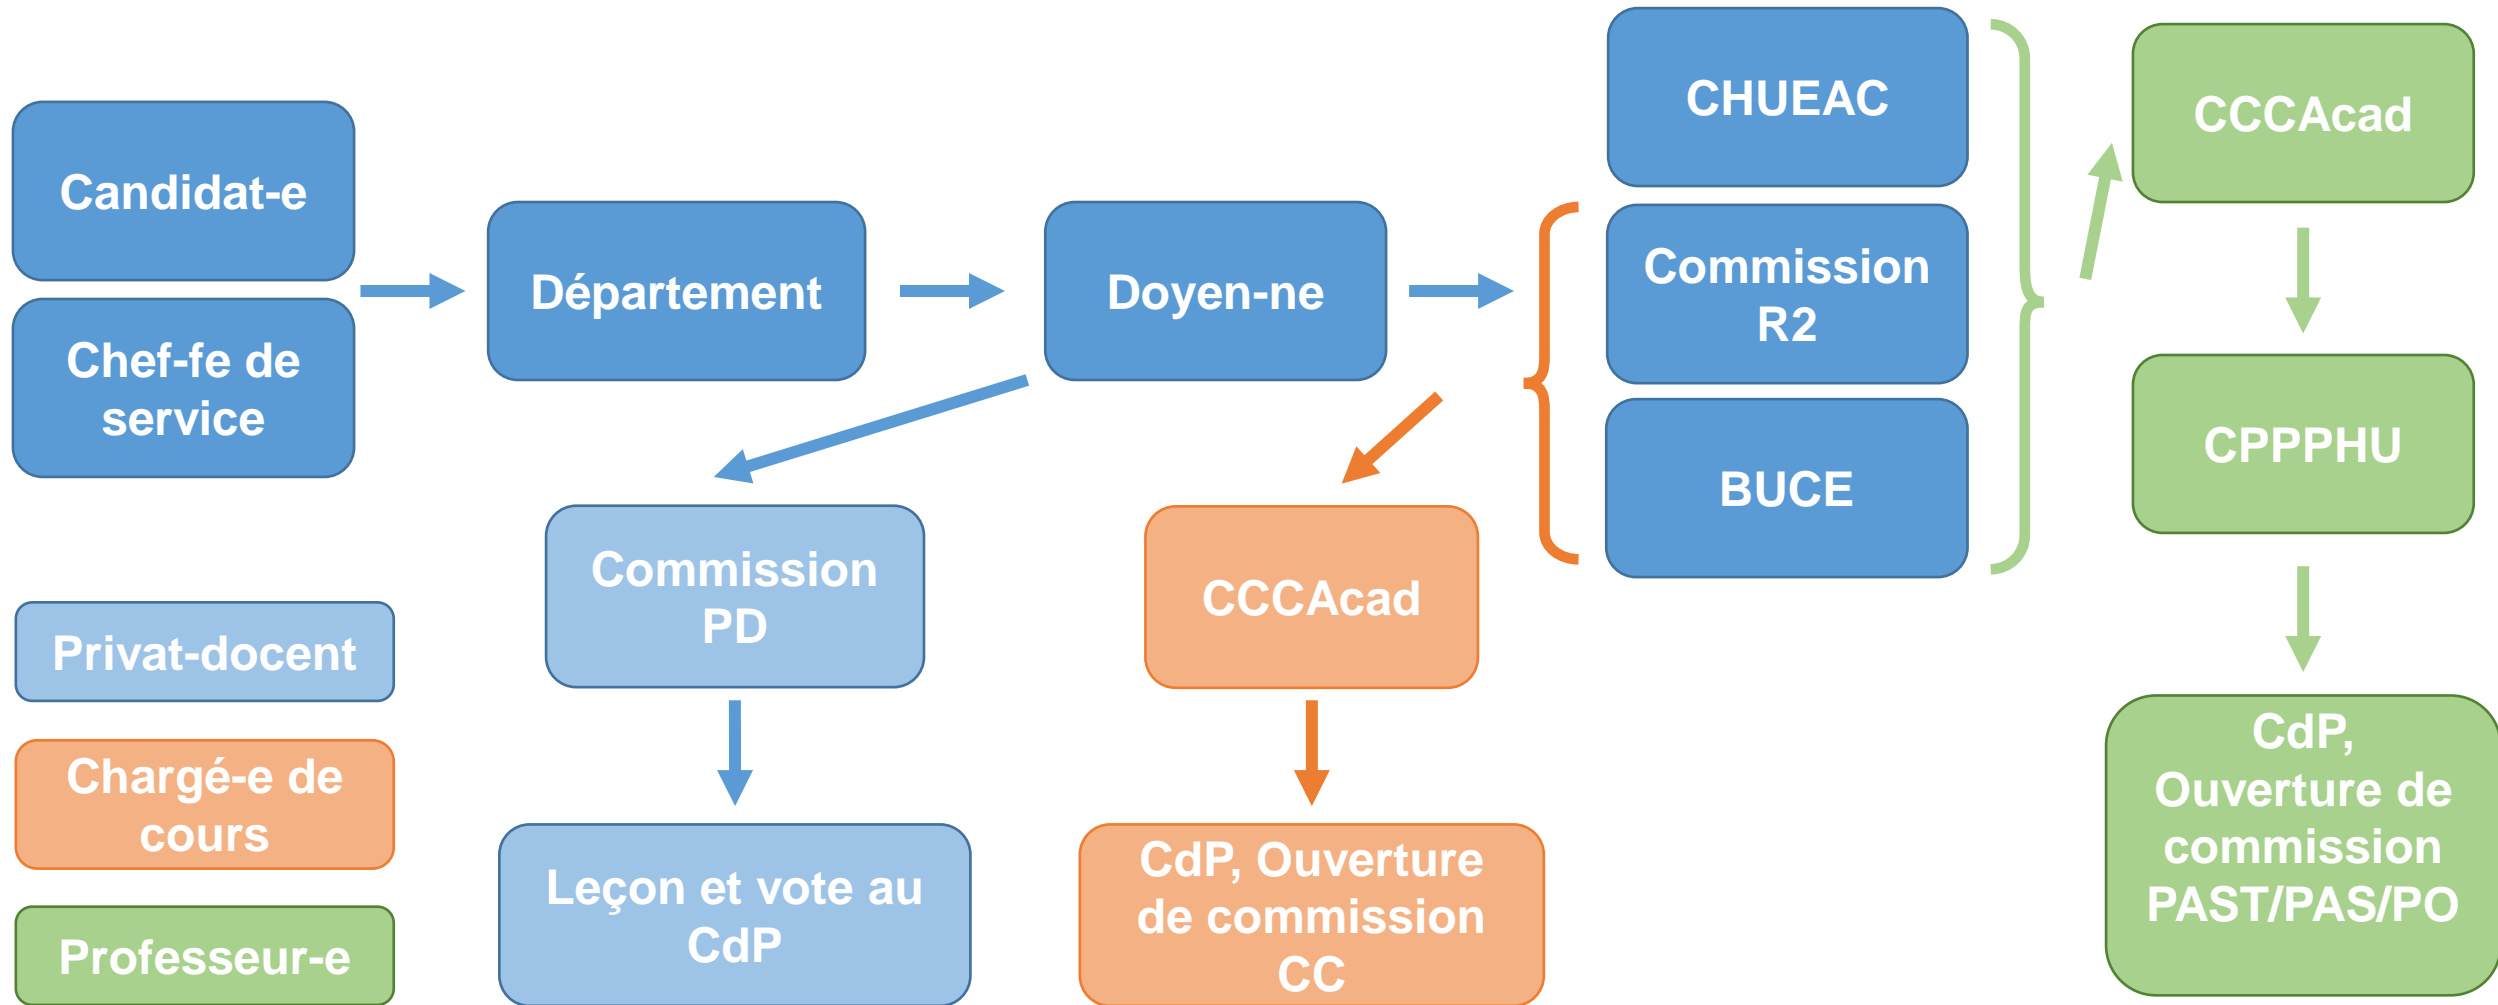 Candidat-e
Chef-fe de
service
Département
Doyen-ne
CHUEAC
Commission
R2
BUCE
CCCAcad
CPPPHU
CdP,
Ouverture de
commission
PAST/PAS/PO
Commission
PD
Leçon et vote au
CdP
CCCAcad
CdP, Ouverture
de commission
CC
Privat-docent
Chargé-e de
cours
Professeur-e